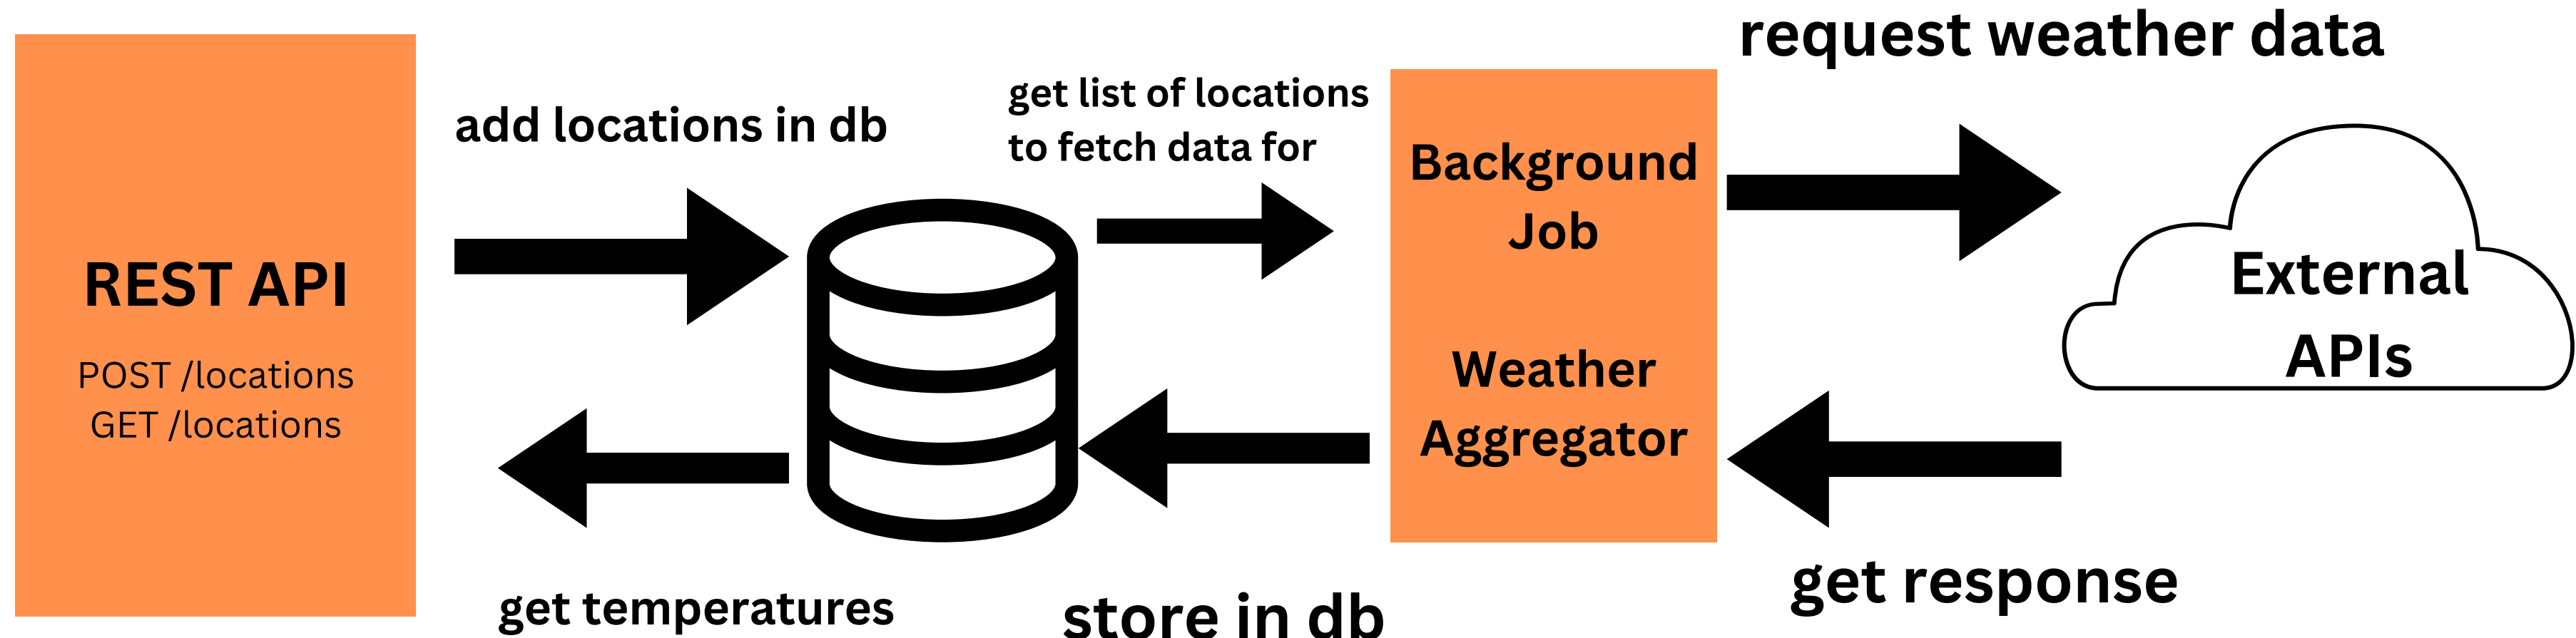 REST API
POST /locations
GET /locations
add locations in db
get temperatures
get list of locations
to fetch data for
store in db
Background
Job
Weather
Aggregator
request weather data
get response
External
APIs